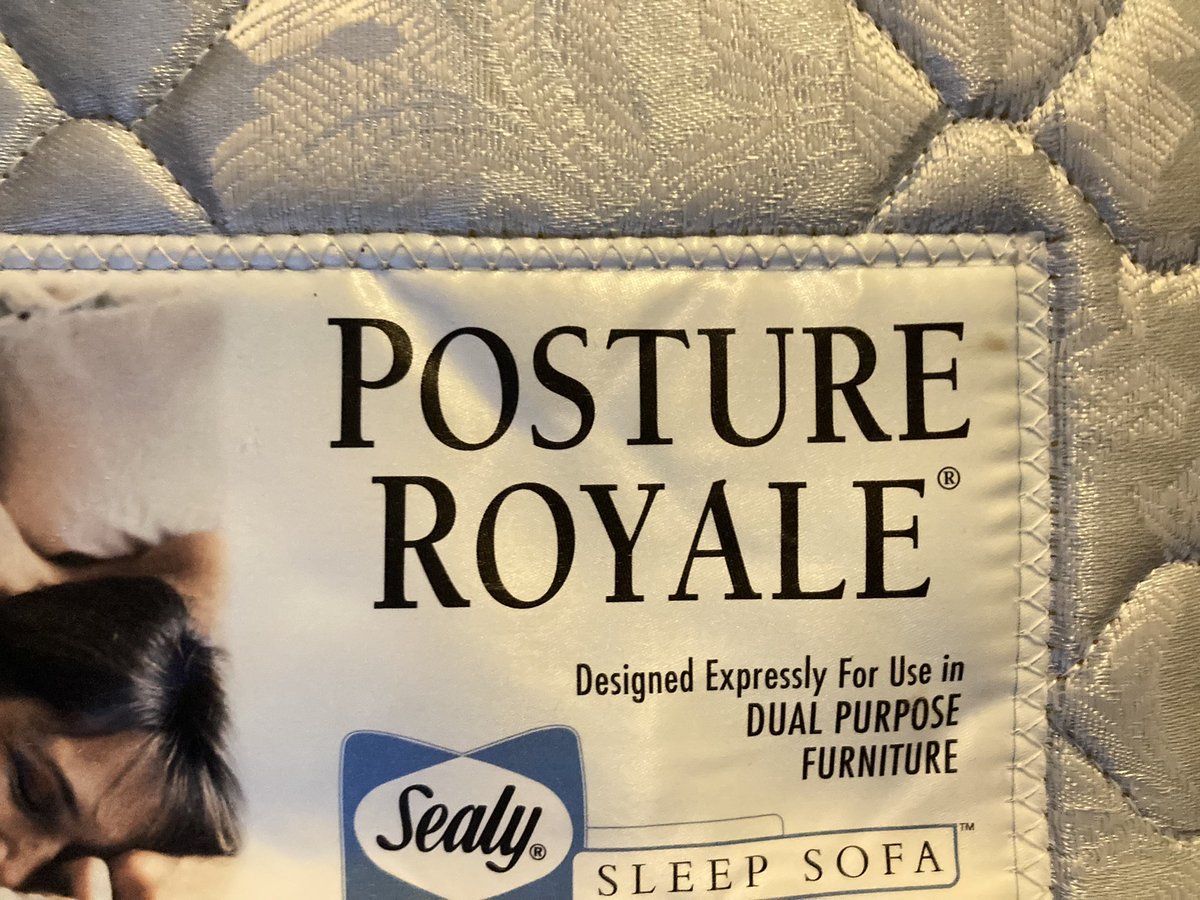 POSTURE
ROYALE®
Designed Expressly For Use in
DUAL PURPOSE
FURNITURE
Sealy®
SLEEP SOFA™